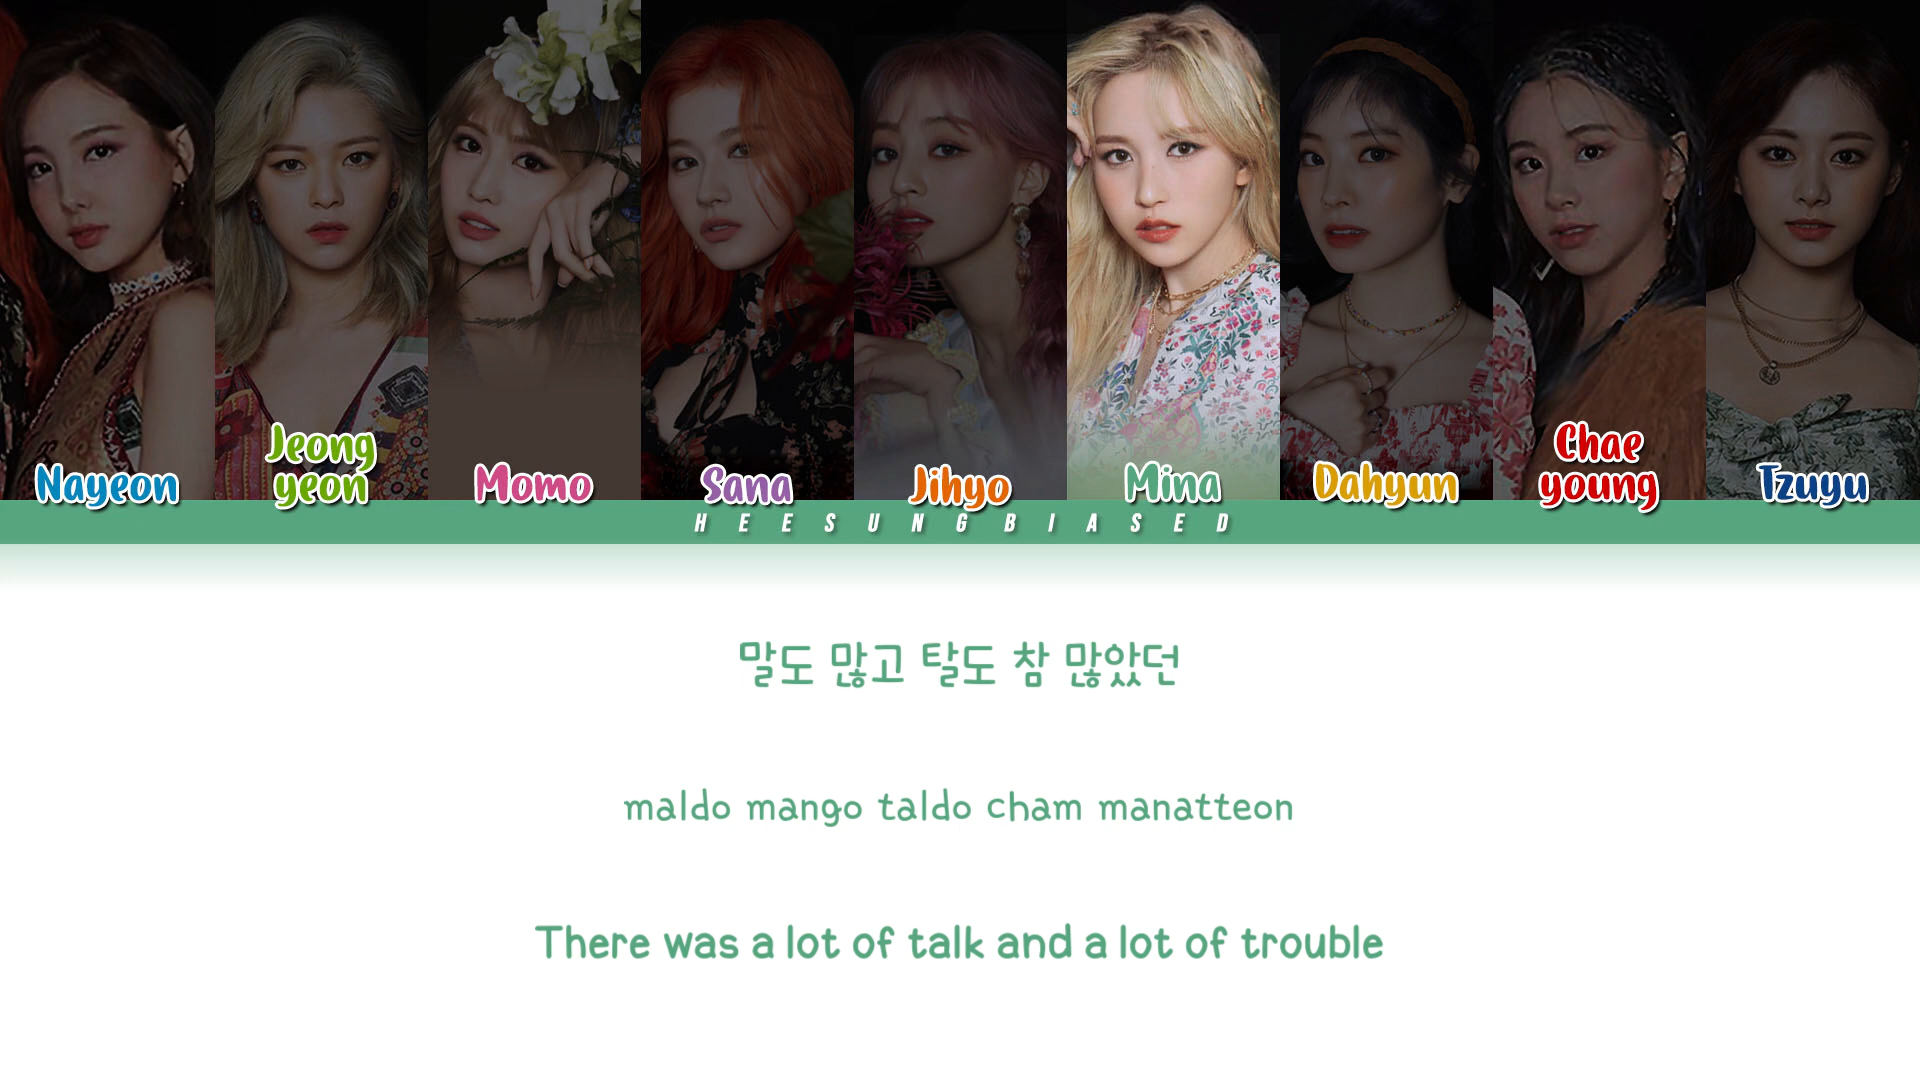 Nayeon
Jeong
yeon
Momo
Sana
Jihyo
Mina
Dahyun
Chae
young
Tzuyu
HEESUNGBIASED
말도 많고 탈도 참 많았던
maldo mango taldo cham manatteon
There was a lot of talk and a lot of trouble